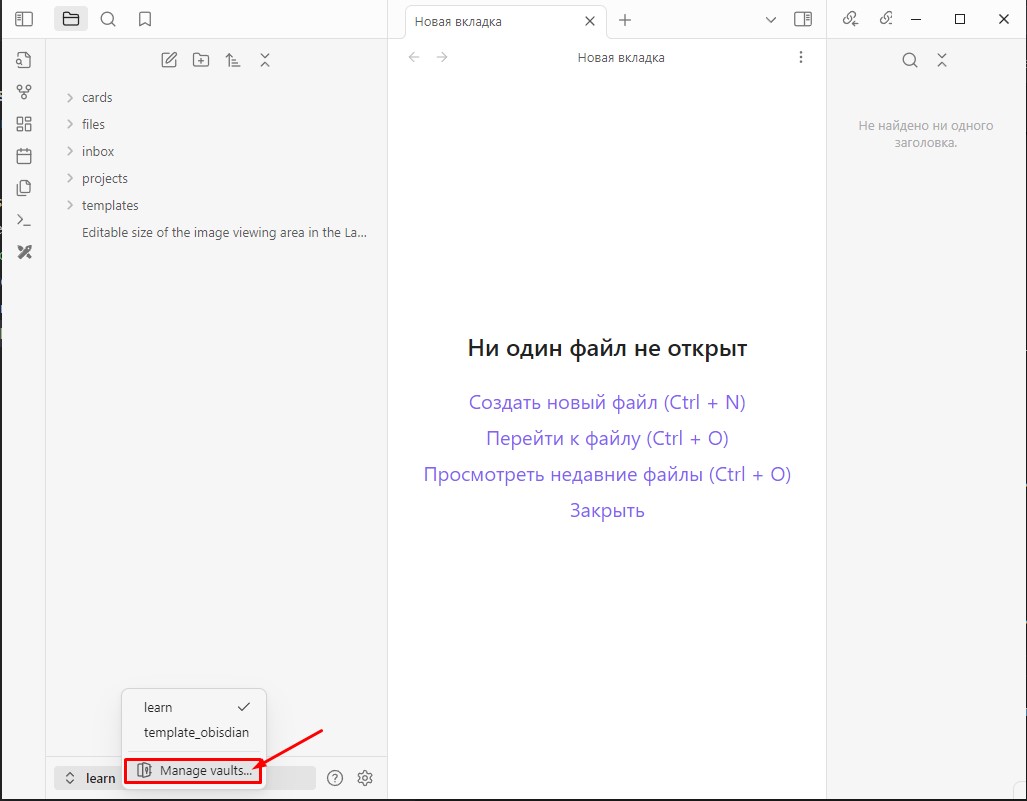 Новая вкладка
Новая вкладка
cards
files
inbox
projects
templates
Editable size of the image viewing area in the La...
Ни один файл не открыт
Создать новый файл (Ctrl + N)
Перейти к файлу (Ctrl + O)
Просмотреть недавние файлы (Ctrl + O)
Закрыть
Не найдено ни одного
заголовка.
learn
template_obisdian
Manage vaults...
learn